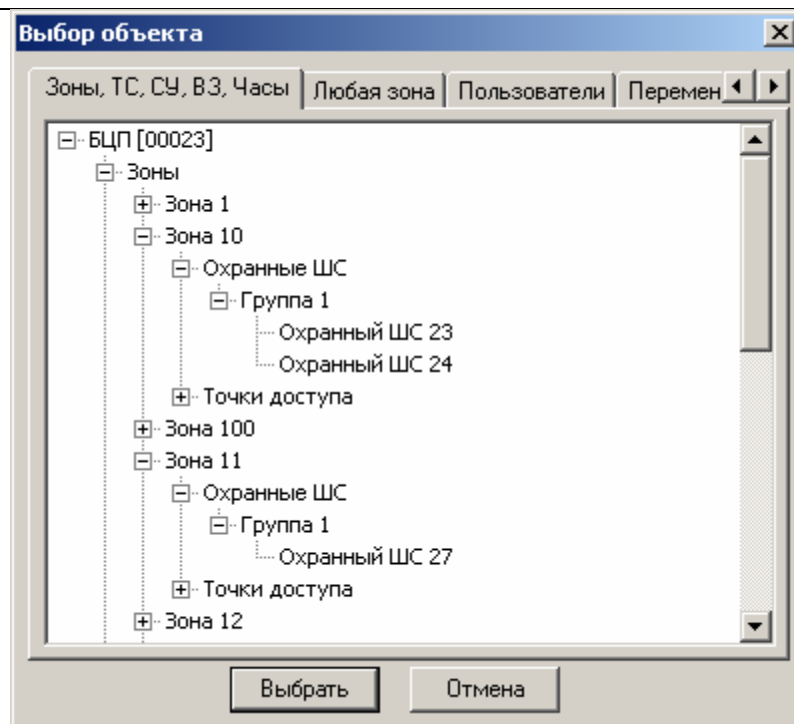 Выбор объекта
Зоны, ТС, СУ, ВЗ, Часы Любая зона Пользователи Перемен
БЦП [00023]
Зоны
Зона 1
Зона 10
Охранные ШС
Группа 1
Охранный ШС 23
Охранный ШС 24
Точки доступа
Зона 100
Зона 11
Охранные ШС
Группа 1
Охранный ШС 27
Точки доступа
Зона 12
Выбрать Отмена